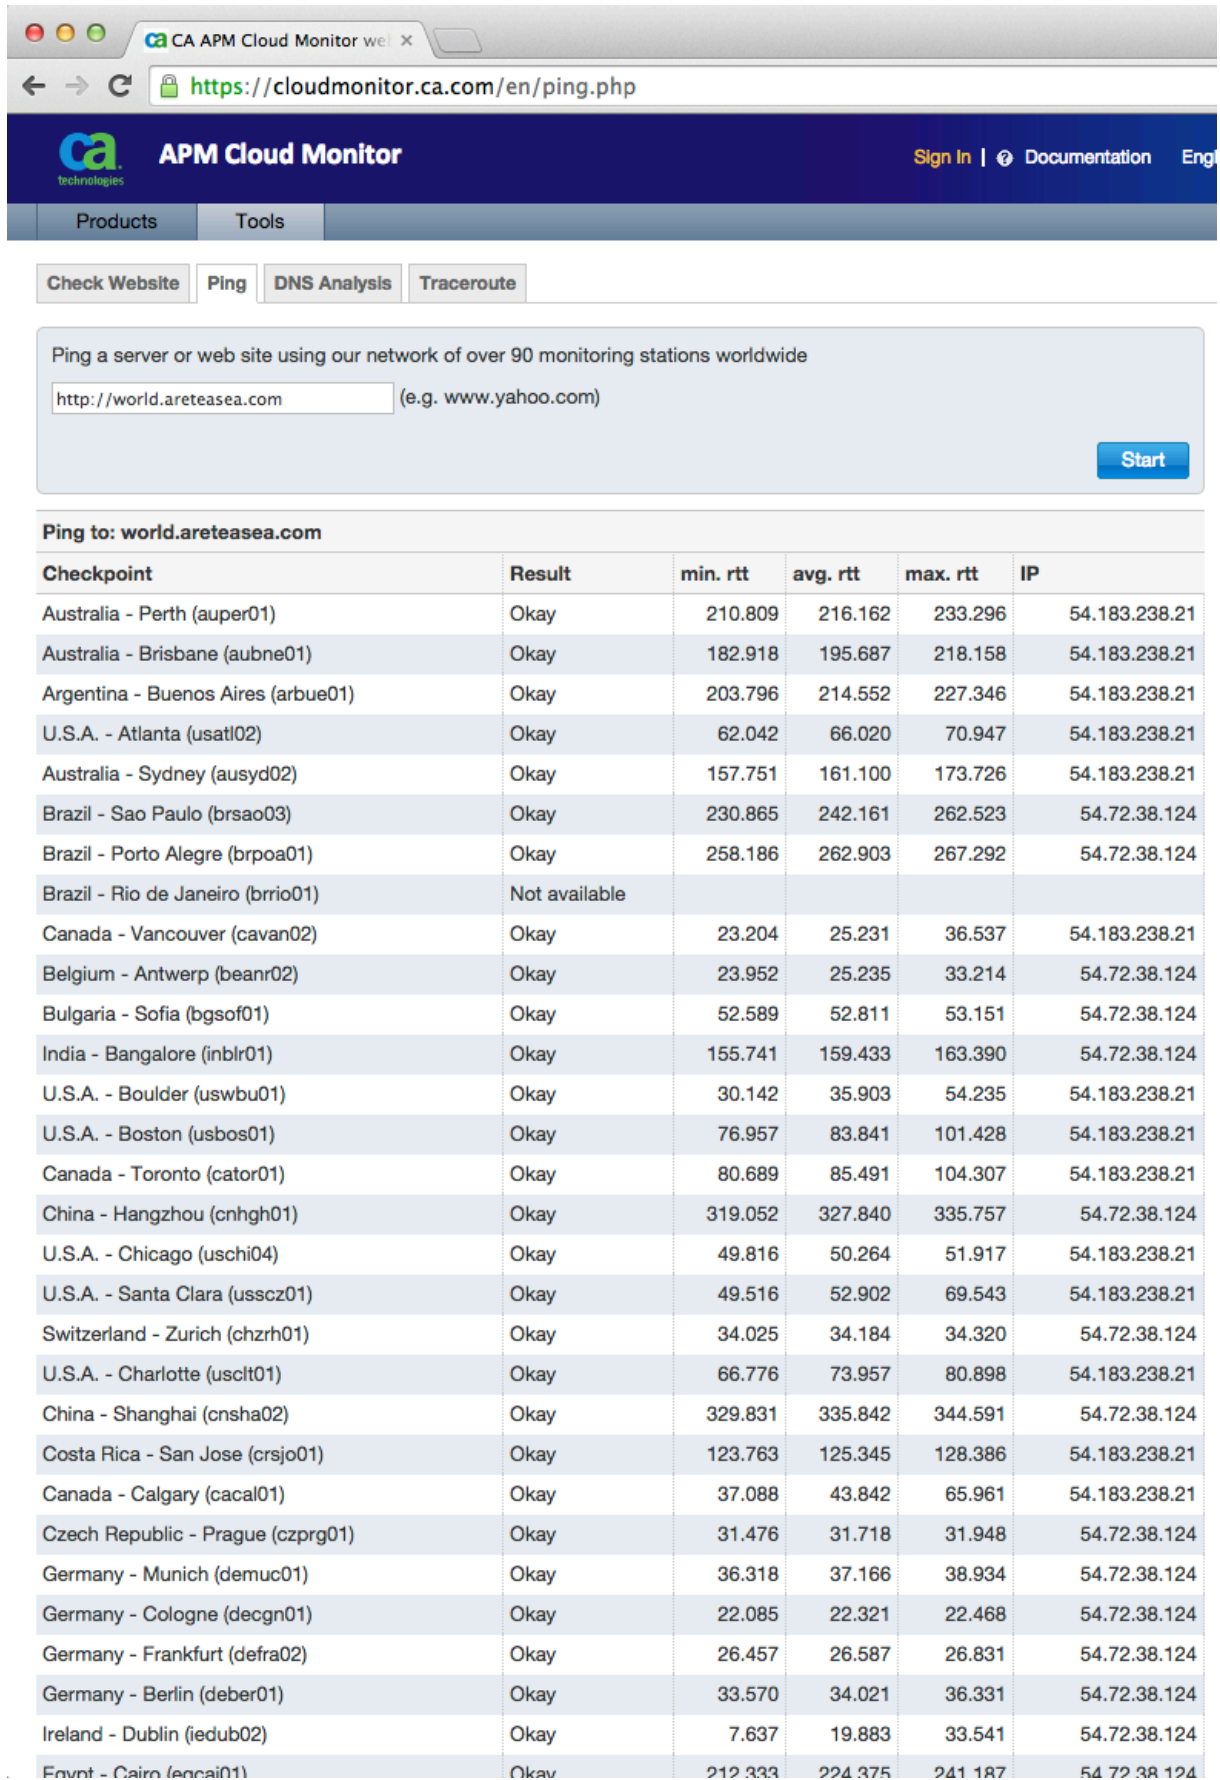 CA APM Cloud Monitor we
https://cloudmonitor.ca.com/en/ping.php
ca technologies
APM Cloud Monitor
Sign In | Documentation Engl
Products Tools
Check Website Ping DNS Analysis Traceroute
Ping a server or web site using our network of over 90 monitoring stations worldwide
http://world.areteasea.com (e.g. www.yahoo.com)
Start
Ping to: world.areteasea.com
Checkpoint Result min. rtt avg. rtt max. rtt IP
Australia - Perth (auper01) Okay 210.809 216.162 233.296 54.183.238.21
Australia - Brisbane (aubne01) Okay 182.918 195.687 218.158 54.183.238.21
Argentina - Buenos Aires (arbue01) Okay 203.796 214.552 227.346 54.183.238.21
U.S.A. - Atlanta (usatl02) Okay 62.042 66.020 70.947 54.183.238.21
Australia - Sydney (ausyd02) Okay 157.751 161.100 173.726 54.183.238.21
Brazil - Sao Paulo (brsao03) Okay 230.865 242.161 262.523 54.72.38.124
Brazil - Porto Alegre (brpoa01) Okay 258.186 262.903 267.292 54.72.38.124
Brazil - Rio de Janeiro (brrio01) Not available
Canada - Vancouver (cavan02) Okay 23.204 25.231 36.537 54.183.238.21
Belgium - Antwerp (beanr02) Okay 23.952 25.235 33.214 54.72.38.124
Bulgaria - Sofia (bgsof01) Okay 52.589 52.811 53.151 54.72.38.124
India - Bangalore (inblr01) Okay 155.741 159.433 163.390 54.72.38.124
U.S.A. - Boulder (uswbu01) Okay 30.142 35.903 54.235 54.183.238.21
U.S.A. - Boston (usbos01) Okay 76.957 83.841 101.428 54.183.238.21
Canada - Toronto (cator01) Okay 80.689 85.491 104.307 54.183.238.21
China - Hangzhou (cnhgh01) Okay 319.052 327.840 335.757 54.72.38.124
U.S.A. - Chicago (uschi04) Okay 49.816 50.264 51.917 54.183.238.21
U.S.A. - Santa Clara (usscz01) Okay 49.516 52.902 69.543 54.183.238.21
Switzerland - Zurich (chzrh01) Okay 34.025 34.184 34.320 54.72.38.124
U.S.A. - Charlotte (usclt01) Okay 66.776 73.957 80.898 54.183.238.21
China - Shanghai (cnsha02) Okay 329.831 335.842 344.591 54.72.38.124
Costa Rica - San Jose (crsjo01) Okay 123.763 125.345 128.386 54.183.238.21
Canada - Calgary (cacal01) Okay 37.088 43.842 65.961 54.183.238.21
Czech Republic - Prague (czprg01) Okay 31.476 31.718 31.948 54.72.38.124
Germany - Munich (demuc01) Okay 36.318 37.166 38.934 54.72.38.124
Germany - Cologne (decgn01) Okay 22.085 22.321 22.468 54.72.38.124
Germany - Frankfurt (defra02) Okay 26.457 26.587 26.831 54.72.38.124
Germany - Berlin (deber01) Okay 33.570 34.021 36.331 54.72.38.124
Ireland - Dublin (iedub02) Okay 7.637 19.883 33.541 54.72.38.124
Egypt - Cairo (egcai01) Okay 212.333 224.375 241.187 54.72.38.124